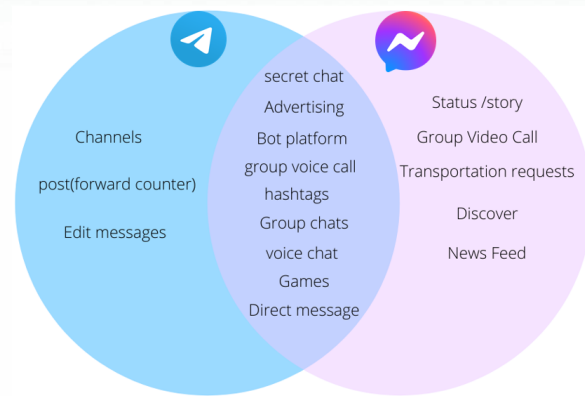 Channels
post(forward counter)
Edit messages
secret chat
Advertising
Bot platform
group voice call
hashtags
Group chats
voice chat
Games
Direct message
Status /story
Group Video Call
Transportation requests
Discover
News Feed